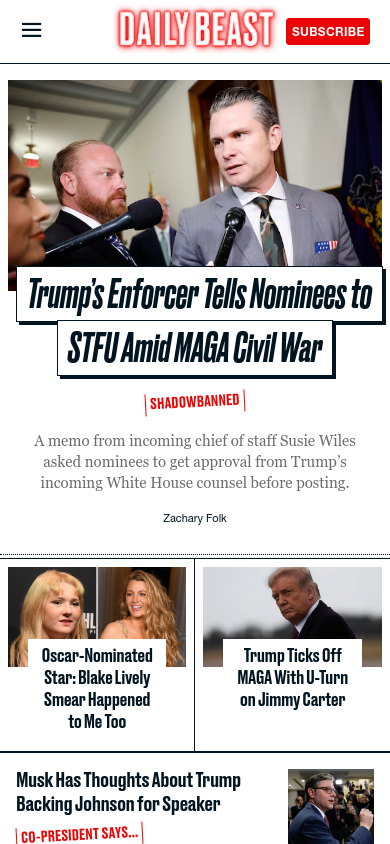 DAILY BEAST
SUBSCRIBE
Trump's Enforcer Tells Nominees to
STFU Amid MAGA Civil War
SHADOWBANNED
A memo from incoming chief of staff Susie Wiles
asked nominees to get approval from Trump's
incoming White House counsel before posting.
Zachary Folk
Oscar-Nominated
Star: Blake Lively
Smear Happened
to Me Too
Trump Ticks Off
MAGA With U-Turn
on Jimmy Carter
Musk Has Thoughts About Trump
Backing Johnson for Speaker
CO-PRESIDENT SAYS...